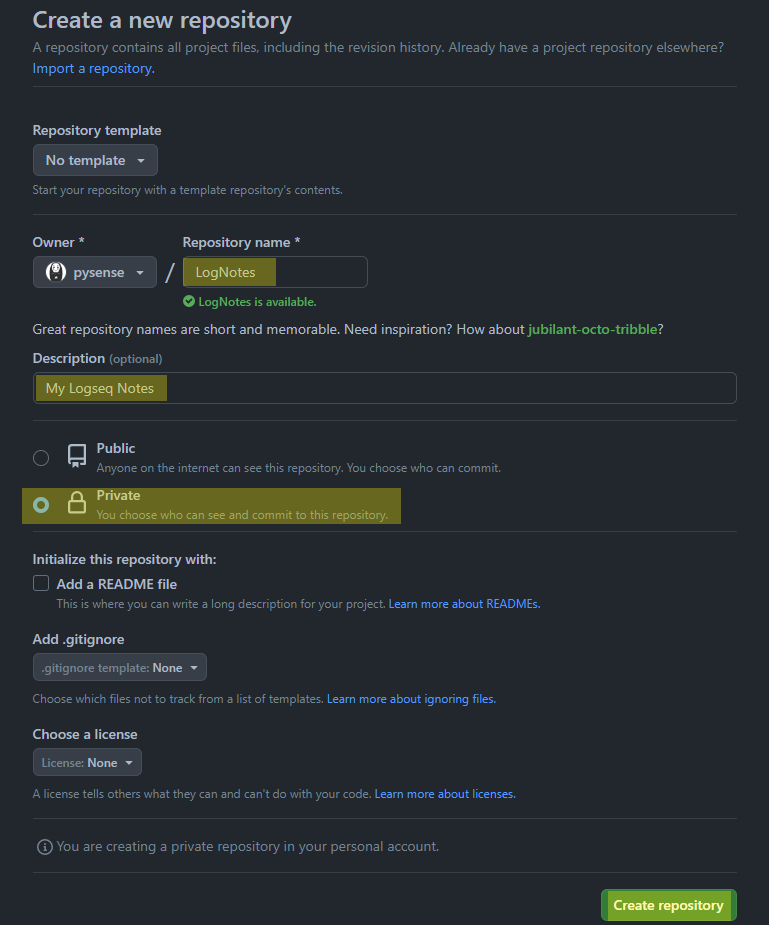 Create a new repository
A repository contains all project files, including the revision history. Already have a project repository elsewhere?
Import a repository.
Repository template
No template
Start your repository with a template repository's contents.
Owner *
Repository name *
pysense
/
LogNotes
LogNotes is available.
Great repository names are short and memorable. Need inspiration? How about jubilant-octo-tribble?
Description (optional)
My Logseq Notes
Public
Anyone on the internet can see this repository. You choose who can commit.
Private
You choose who can see and commit to this repository.
Initialize this repository with:
Add a README file
This is where you can write a long description for your project. Learn more about READMEs.
Add .gitignore
.gitignore template: None
Choose which files not to track from a list of templates. Learn more about ignoring files.
Choose a license
License: None
A license tells others what they can and can't do with your code. Learn more about licenses.
You are creating a private repository in your personal account.
Create repository